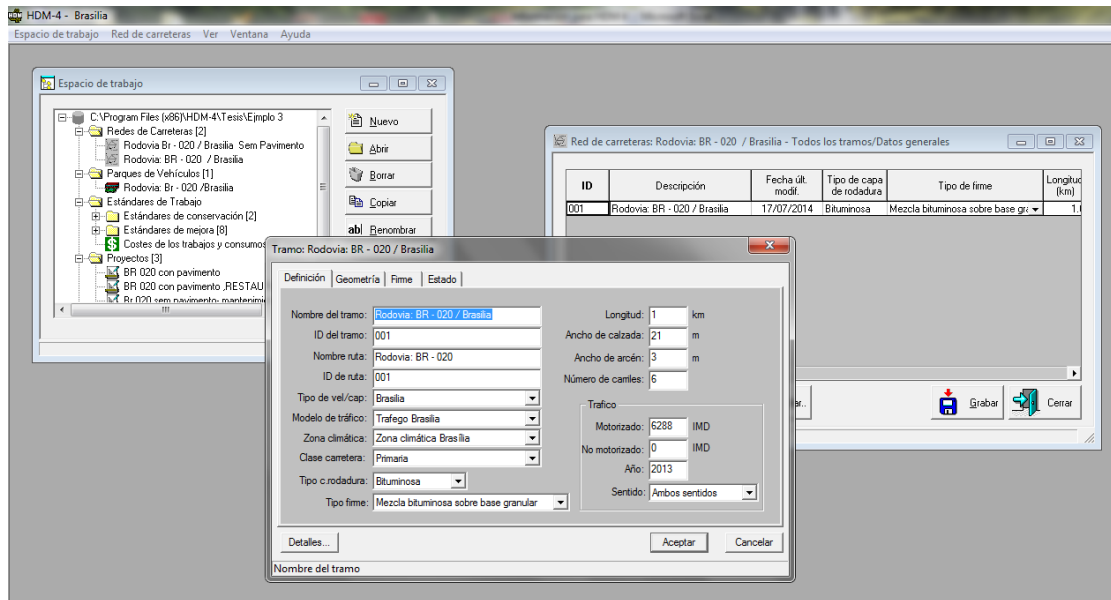 HDM-4 - Brasilia
Espacio de trabajo Red de carreteras Ver Ventana Ayuda
Espacio de trabajo
C:\Program Files (x86)\HDM-4\Tesis\Ejmplo 3
Redes de Carreteras [2]
Rodovia Br - 020 / Brasilia Sem Pavimento
Rodovia: BR - 020 / Brasilia
Parques de Vehículos [1]
Rodovia: Br - 020 /Brasilia
Estándares de Trabajo
Estándares de conservación [2]
Estándares de mejora [8]
Costes de los trabajos y consumos
Proyectos [3]
BR 020 con pavimento
BR 020 con pavimento ,RESTAU
Br 020 sem pavimento- mantenimi
Nuevo
Abrir
Borrar
Copiar
Renombrar
Red de carreteras: Rodovia: BR - 020 / Brasilia - Todos los tramos/Datos generales
ID Descripción Fecha últ. modif. Tipo de capa de rodadura Tipo de firme Longitud (km)
001 Rodovia: BR - 020 / Brasilia 17/07/2014 Bituminosa Mezcla bituminosa sobre base gra 1.
Grabar
Cerrar
Tramo: Rodovia: BR - 020 / Brasilia
Definición Geometría Firme Estado
Nombre del tramo: Rodovia: BR - 020 / Brasilia
ID del tramo: 001
Nombre ruta: Rodovia: BR - 020
ID de ruta: 001
Tipo de vel/cap: Brasilia
Modelo de tráfico: Trafego Brasilia
Zona climática: Zona climática Brasília
Clase carretera: Primaria
Tipo c.rodadura: Bituminosa
Tipo firme: Mezcla bituminosa sobre base granular
Longitud: 1 km
Ancho de calzada: 21 m
Ancho de arcén: 3 m
Número de carriles: 6
Trafico
Motorizado: 6288 IMD
No motorizado: 0 IMD
Año: 2013
Sentido: Ambos sentidos
Detalles...
Aceptar
Cancelar
Nombre del tramo